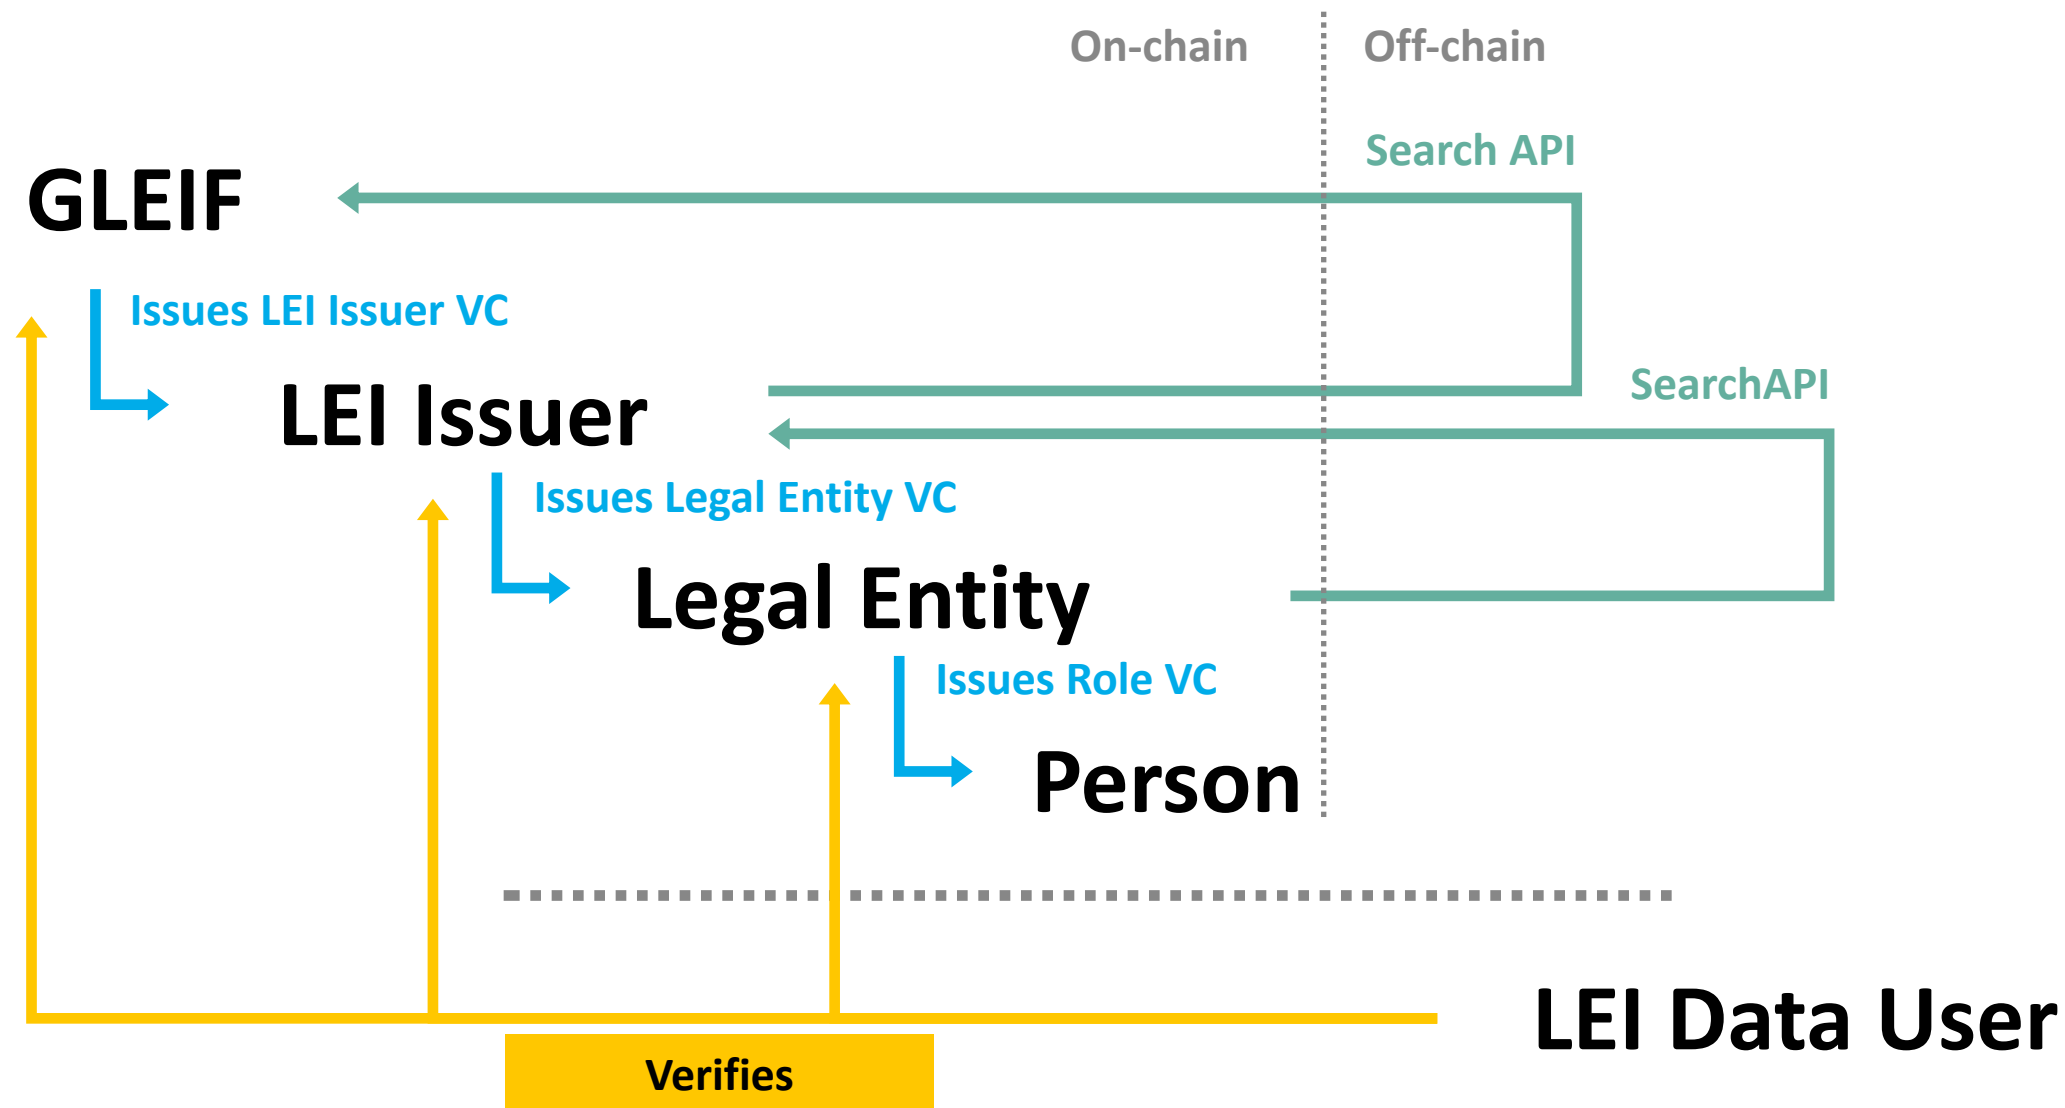 On-chain
Off-chain
Search API
GLEIF
Issues LEI Issuer VC
LEI Issuer
SearchAPI
Issues Legal Entity VC
Legal Entity
Issues Role VC
Person
LEI Data User
Verifies